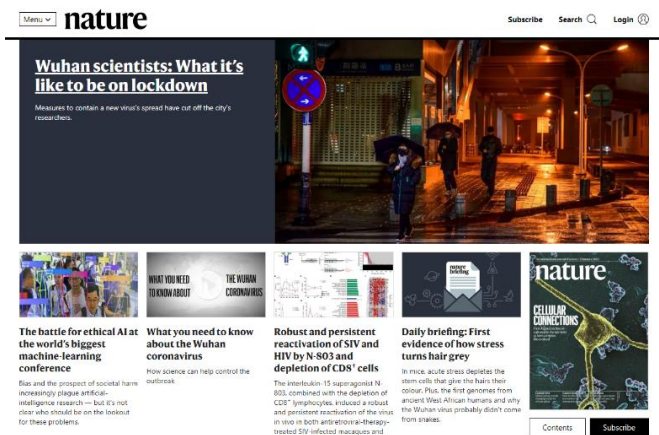 Menu
nature
Subscribe
Search
Login
Wuhan scientists: What it's
like to be on lockdown
Measures to contain a new virus's spread have cut off the city's
researchers.
The battle for ethical AI at
the world's biggest
machine-learning
conference
Bias and the prospect of societal harm
increasingly plague artificial-
intelligence research — but it's not
clear who should be on the lookout
for these problems.
WHAT YOU NEED
TO KNOW ABOUT
THE WUHAN
CORONAVIRUS
What you need to know
about the Wuhan
coronavirus
How science can help control the
outbreak
Robust and persistent
reactivation of SIV and
HIV by N-803 and
depletion of CD8⁺ cells
The interleukin-15 superagonist N-
803, combined with the depletion of
CD8⁺ lymphocytes, induced a robust
and persistent reactivation of the virus
in vivo in both antiretroviral-therapy-
treated SIV-infected macaques and
nature
briefing
Daily briefing: First
evidence of how stress
turns hair grey
In mice, acute stress depletes the
stem cells that give the hairs their
colour. Plus, the first genomes from
ancient West African humans and why
the Wuhan virus probably didn't come
from snakes.
nature
CELLULAR
CONNECTIONS
Contents
Subscribe